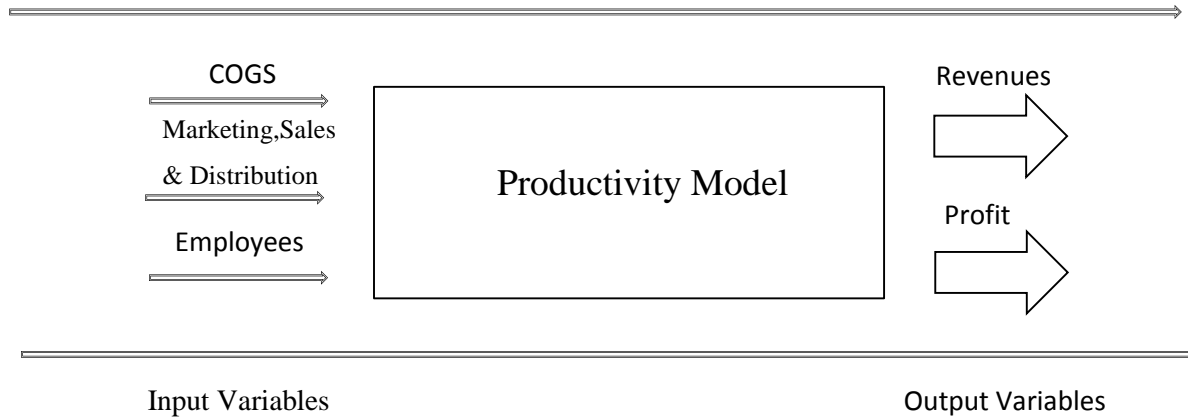 COGS
Marketing,Sales
& Distribution
Employees
Productivity Model
Revenues
Profit
Input Variables
Output Variables